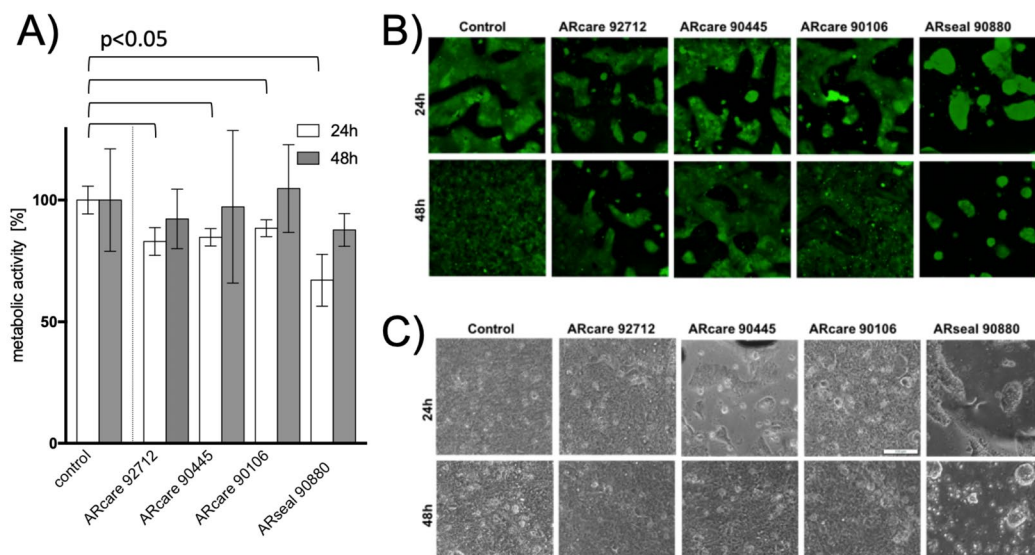 A)
p<0.05
24h
48h
metabolic activity [%]
100
50
0
control
ARcare 92712
ARcare 90445
ARcare 90106
ARseal 90880
B)
Control ARcare 92712 ARcare 90445 ARcare 90106 ARseal 90880
24h
48h
C)
Control ARcare 92712 ARcare 90445 ARcare 90106 ARseal 90880
24h
48h